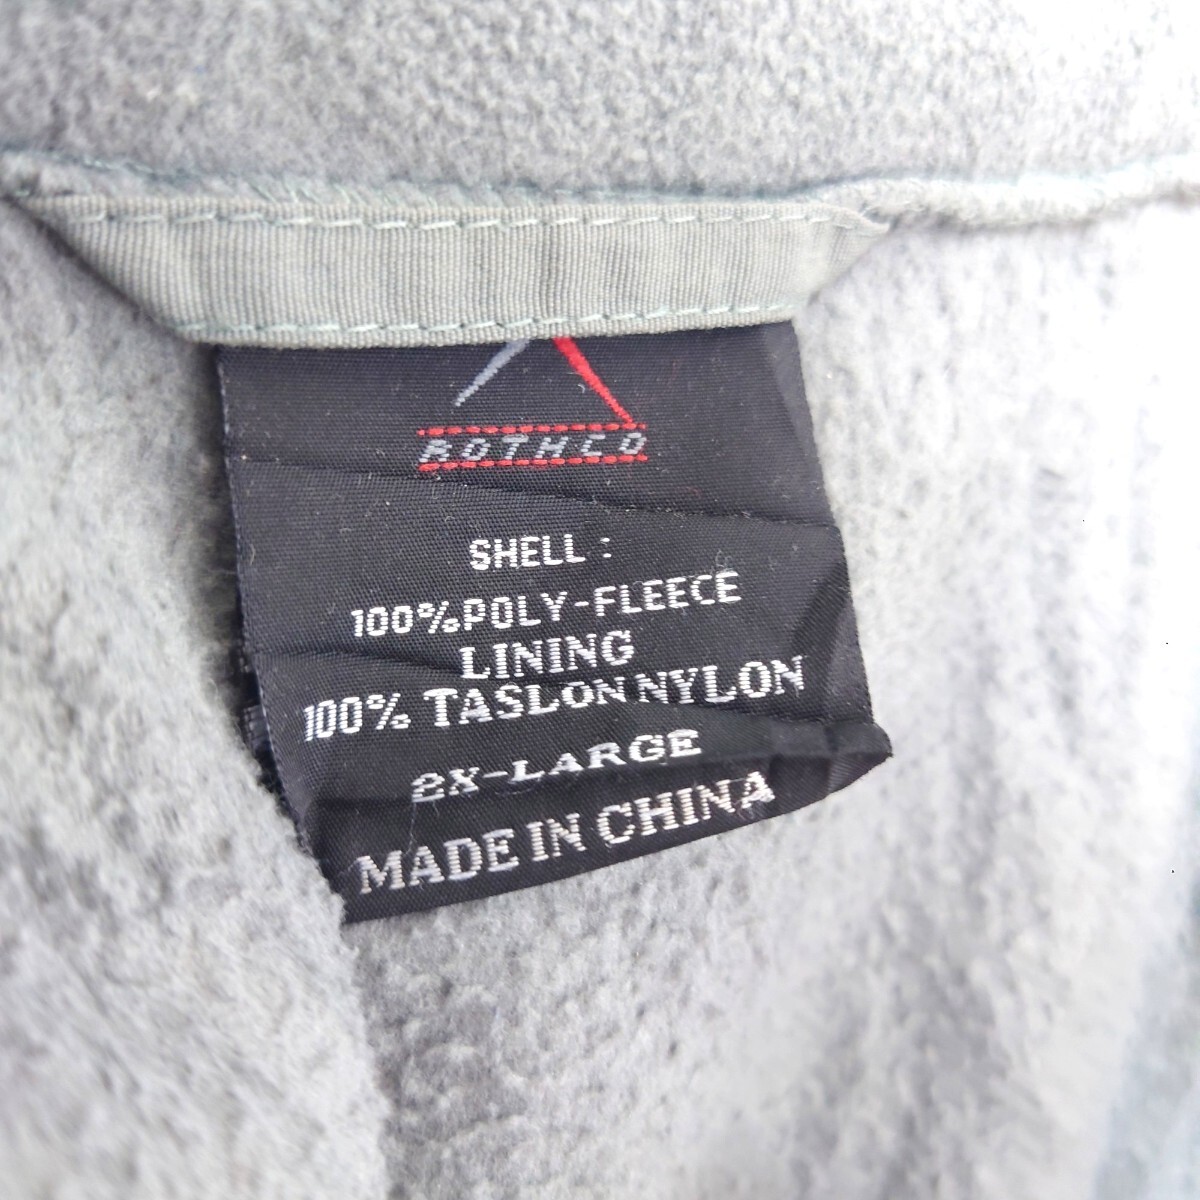 ROTHCO
SHELL :
100%POLY-FLEECE
LINING
100% TASLON NYLON
2X-LARGE
MADE IN CHINA